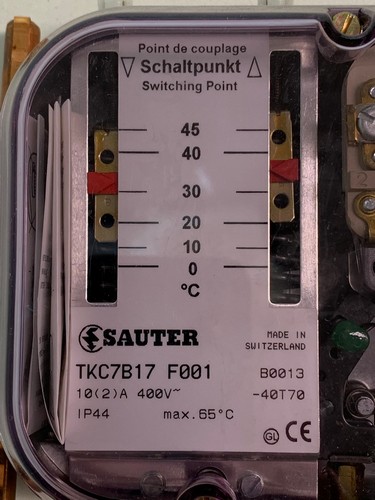 Point de couplage
▽ Schaltpunkt △
Switching Point
45
40
30
20
10
0
°C
SAUTER
MADE IN
SWITZERLAND
TKC7B17 F001
B0013
10(2)A 400V~
-40T70
IP44
max.65°C
GL CE